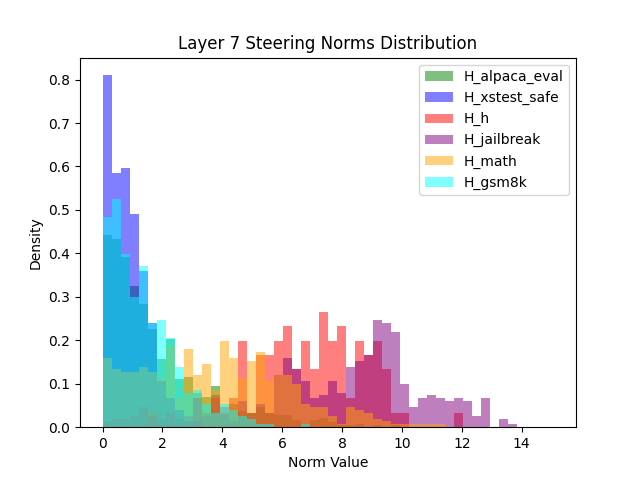 Layer 7 Steering Norms Distribution
H_alpaca_eval
H_xstest_safe
H_h
H_jailbreak
H_math
H_gsm8k
Density
0.8
0.7
0.6
0.5
0.4
0.3
0.2
0.1
0.0
0 2 4 6 8 10 12 14
Norm Value